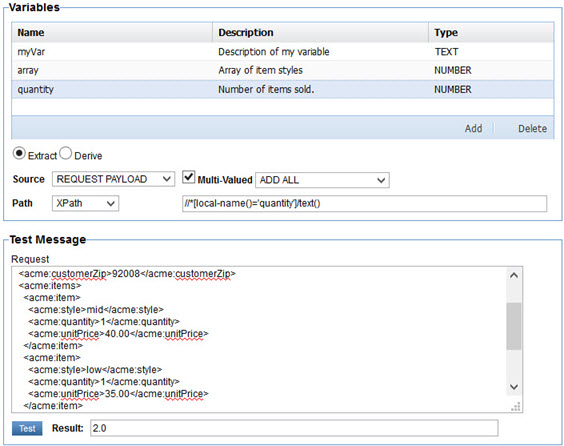 Variables
Name Description Type
myVar Description of my variable TEXT
array Array of item styles NUMBER
quantity Number of items sold. NUMBER
Add Delete
Extract Derive
Source REQUEST PAYLOAD Multi-Valued ADD ALL
Path XPath //*[local-name()='quantity']/text()
Test Message
Request
<acme:customerZip>92008</acme:customerZip>
<acme:items>
<acme:item>
<acme:style>mid</acme:style>
<acme:quantity>1</acme:quantity>
<acme:unitPrice>40.00</acme:unitPrice>
</acme:item>
<acme:item>
<acme:style>low</acme:style>
<acme:quantity>1</acme:quantity>
<acme:unitPrice>35.00</acme:unitPrice>
</acme:item>
Test Result: 2.0